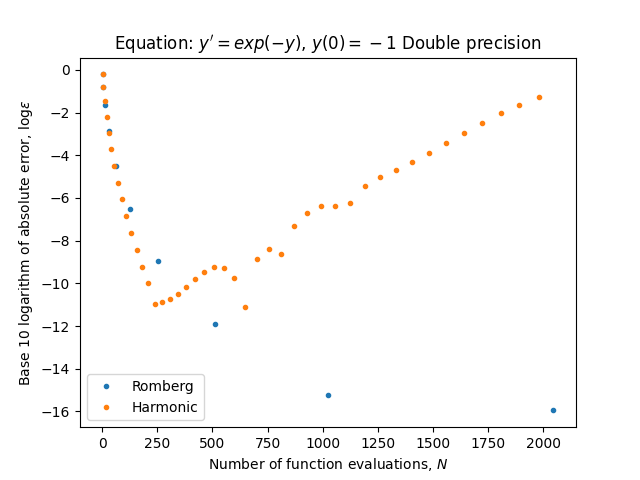 Equation: y′ = exp(−y), y(0) = −1 Double precision
Base 10 logarithm of absolute error, logε
0
−2
−4
−6
−8
−10
−12
−14
−16
Romberg
Harmonic
0 250 500 750 1000 1250 1500 1750 2000
Number of function evaluations, N